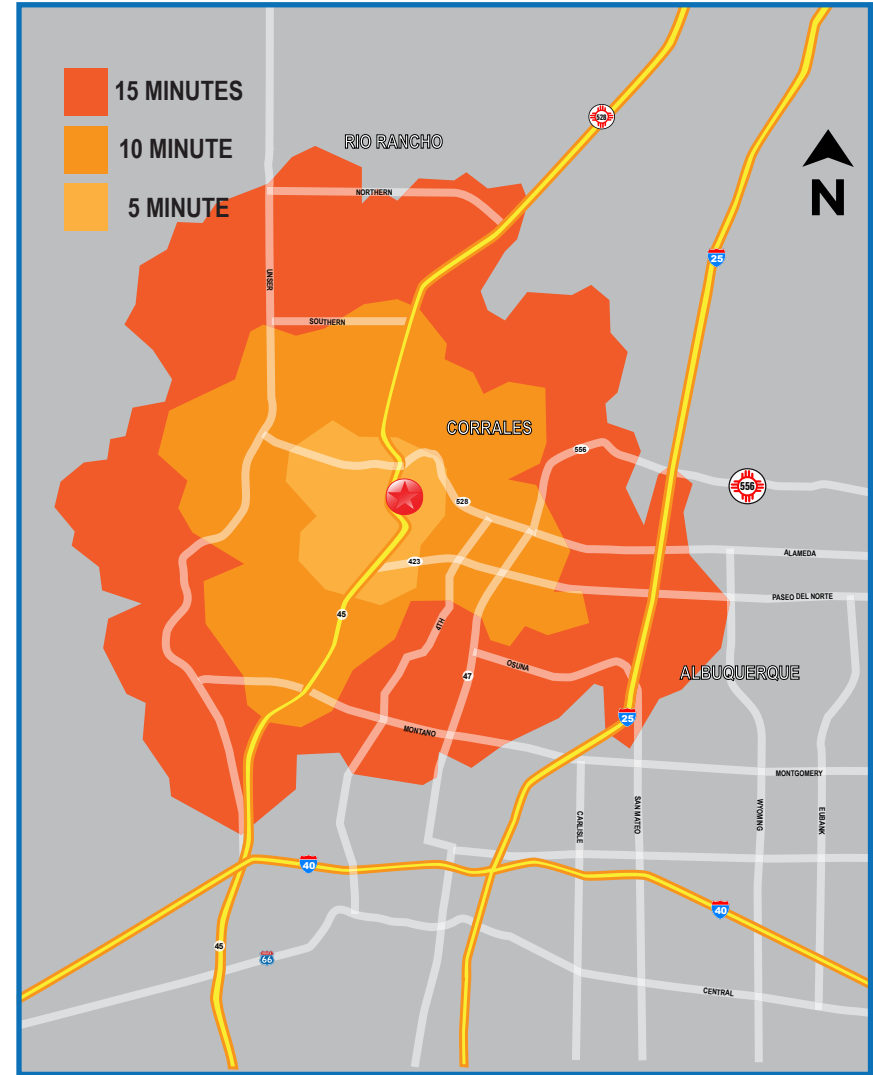 15 MINUTES
10 MINUTE
5 MINUTE
RIO RANCHO
528
N
NORTHERN
25
UNSER
SOUTHERN
CORRALES
556
556
528
ALAMEDA
423
PASEO DEL NORTE
45
4TH
OSUNA
47
ALBUQUERQUE
25
MONTANO
MONTGOMERY
CARLISLE
SAN MATEO
WYOMING
EUBANK
40
40
45
66
CENTRAL